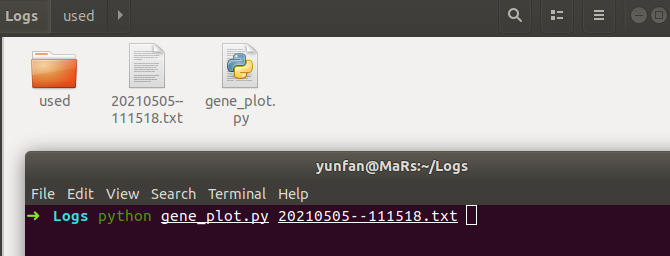 Logs used
used
20210505--
111518.txt
gene_plot.
py
yunfan@MaRs:~/Logs
File Edit View Search Terminal Help
➜ Logs python gene_plot.py 20210505--111518.txt